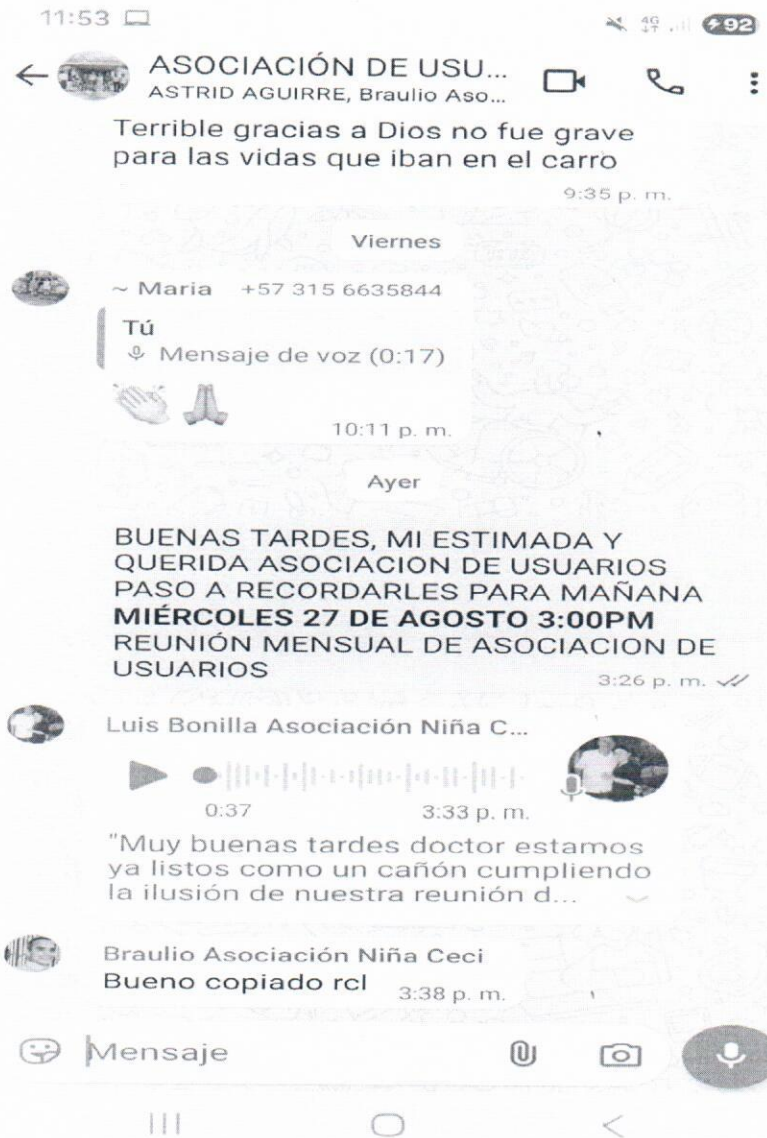 11:53
4G 92
ASOCIACIÓN DE USU...
ASTRID AGUIRRE, Braulio Aso...
Terrible gracias a Dios no fue grave
para las vidas que iban en el carro
9:35 p. m.
Viernes
~ Maria +57 315 6635844
Tú
Mensaje de voz (0:17)
10:11 p. m.
Ayer
BUENAS TARDES, MI ESTIMADA Y
QUERIDA ASOCIACION DE USUARIOS
PASO A RECORDARLES PARA MAÑANA
MIÉRCOLES 27 DE AGOSTO 3:00PM
REUNIÓN MENSUAL DE ASOCIACION DE
USUARIOS
3:26 p. m.
Luis Bonilla Asociación Niña C...
0:37 3:33 p. m.
"Muy buenas tardes doctor estamos
ya listos como un cañón cumpliendo
la ilusión de nuestra reunión d...
Braulio Asociación Niña Ceci
Bueno copiado rcl
3:38 p. m.
Mensaje